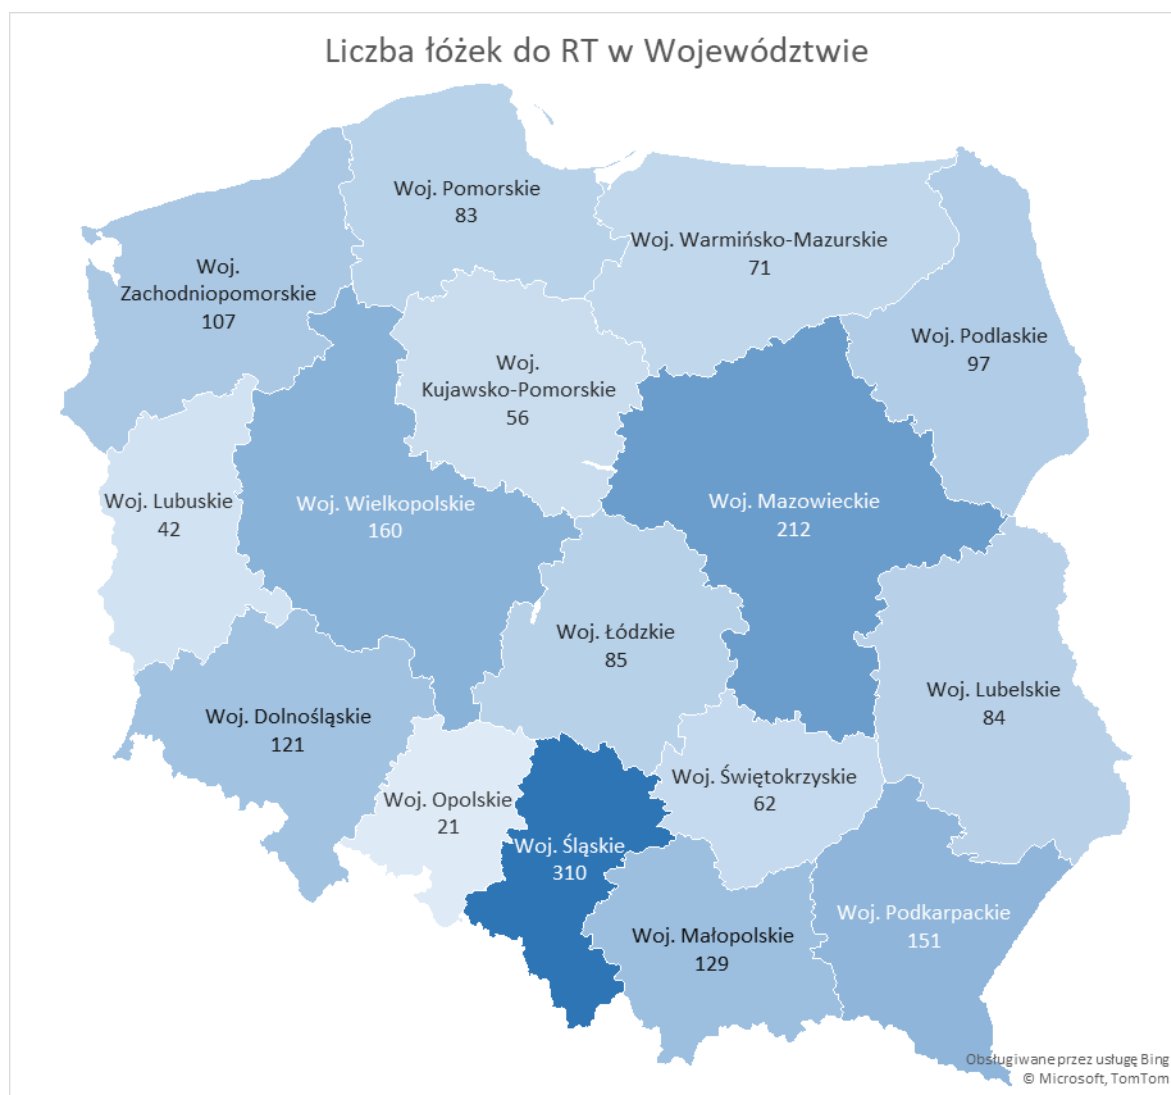 Liczba łóżek do RT w Województwie
Woj. Pomorskie
83
Woj. Warmińsko-Mazurskie
71
Woj.
Zachodniopomorskie
107
Woj. Podlaskie
97
Woj.
Kujawsko-Pomorskie
56
Woj. Lubuskie
42
Woj. Wielkopolskie
160
Woj. Mazowieckie
212
Woj. Łódzkie
85
Woj. Lubelskie
84
Woj. Dolnośląskie
121
Woj. Opolskie
21
Woj. Świętokrzyskie
62
Woj. Śląskie
310
Woj. Małopolskie
129
Woj. Podkarpackie
151
Obsługiwane przez usługę Bing
© Microsoft, TomTom